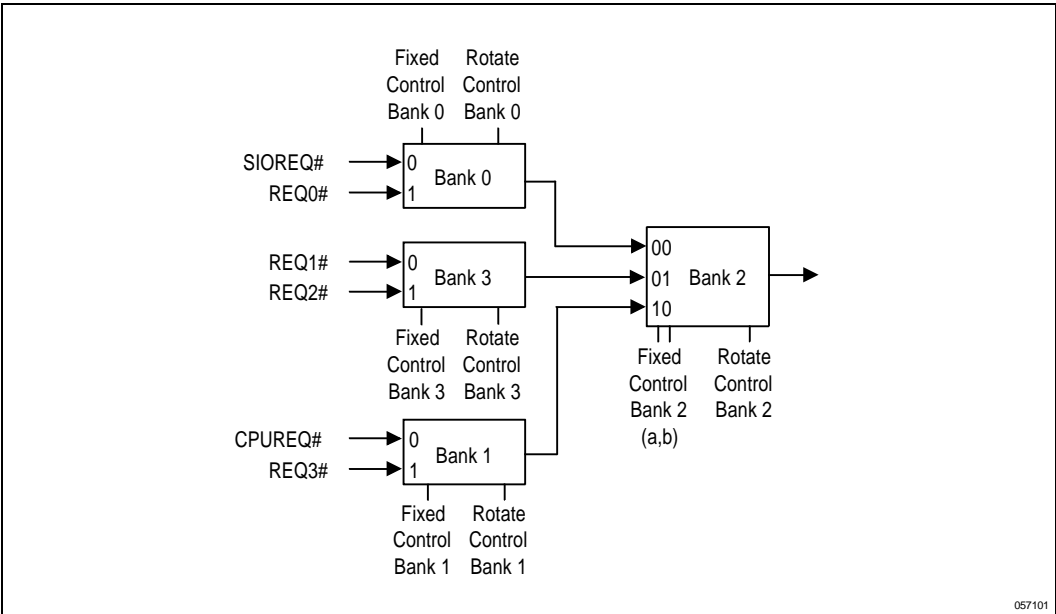 Fixed
Control
Bank 0
Rotate
Control
Bank 0
SIOREQ#
REQ0#
0
1
Bank 0
REQ1#
REQ2#
0
1
Bank 3
Fixed
Control
Bank 3
Rotate
Control
Bank 3
00
01
10
Bank 2
Fixed
Control
Bank 2
(a,b)
Rotate
Control
Bank 2
CPUREQ#
REQ3#
0
1
Bank 1
Fixed
Control
Bank 1
Rotate
Control
Bank 1
057101